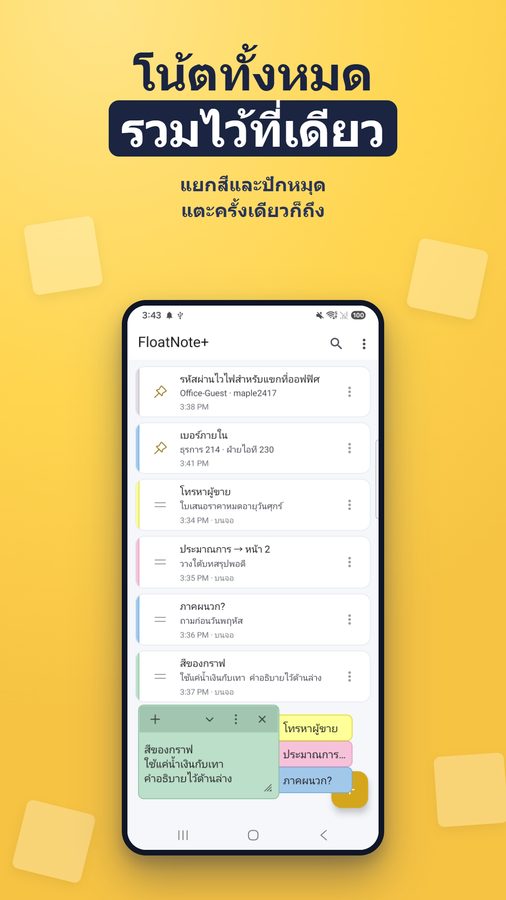 โน้ตทั้งหมด
รวมไว้ที่เดียว
แยกสีและปักหมุด
แตะครั้งเดียวก็ถึง
3:43
100
FloatNote+
รหัสผ่านไวไฟสำหรับแขกที่ออฟฟิศ
Office-Guest · maple2417
3:38 PM
เบอร์ภายใน
ธุรการ 214 · ฝ่ายไอที 230
3:41 PM
โทรหาผู้ขาย
ใบเสนอราคาหมดอายุวันศุกร์
3:34 PM · บนจอ
ประมาณการ → หน้า 2
วางใต้บทสรุปพอดี
3:35 PM · บนจอ
ภาคผนวก?
ถามก่อนวันพฤหัส
3:36 PM · บนจอ
สีของกราฟ
ใช้แค่น้ำเงินกับเทา คำอธิบายไว้ด้านล่าง
3:37 PM · บนจอ
สีของกราฟ
ใช้แค่น้ำเงินกับเทา
คำอธิบายไว้ด้านล่าง
โทรหาผู้ขาย
ประมาณการ...
ภาคผนวก?